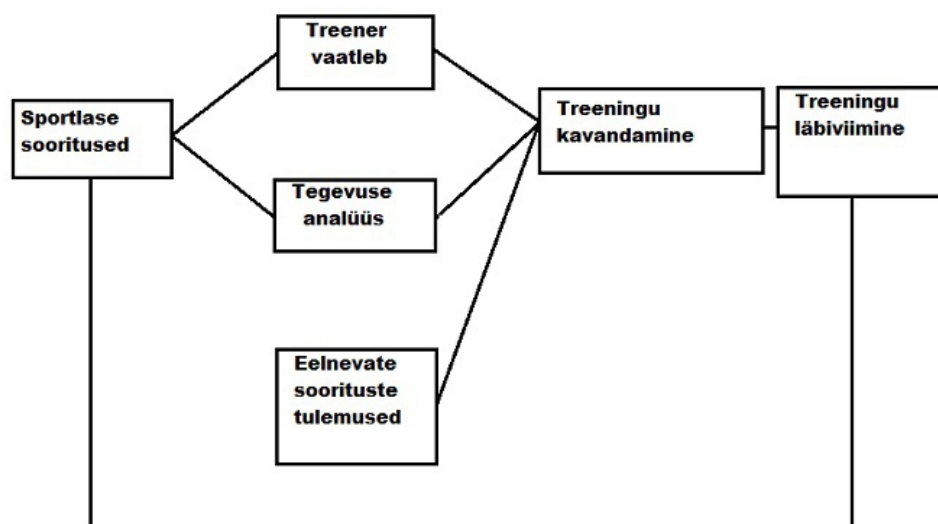 Treener
vaatleb
Sportlase
sooritused
Tegevuse
analüüs
Eelnevate
soorituste
tulemused
Treeningu
kavandamine
Treeningu
läbiviimine